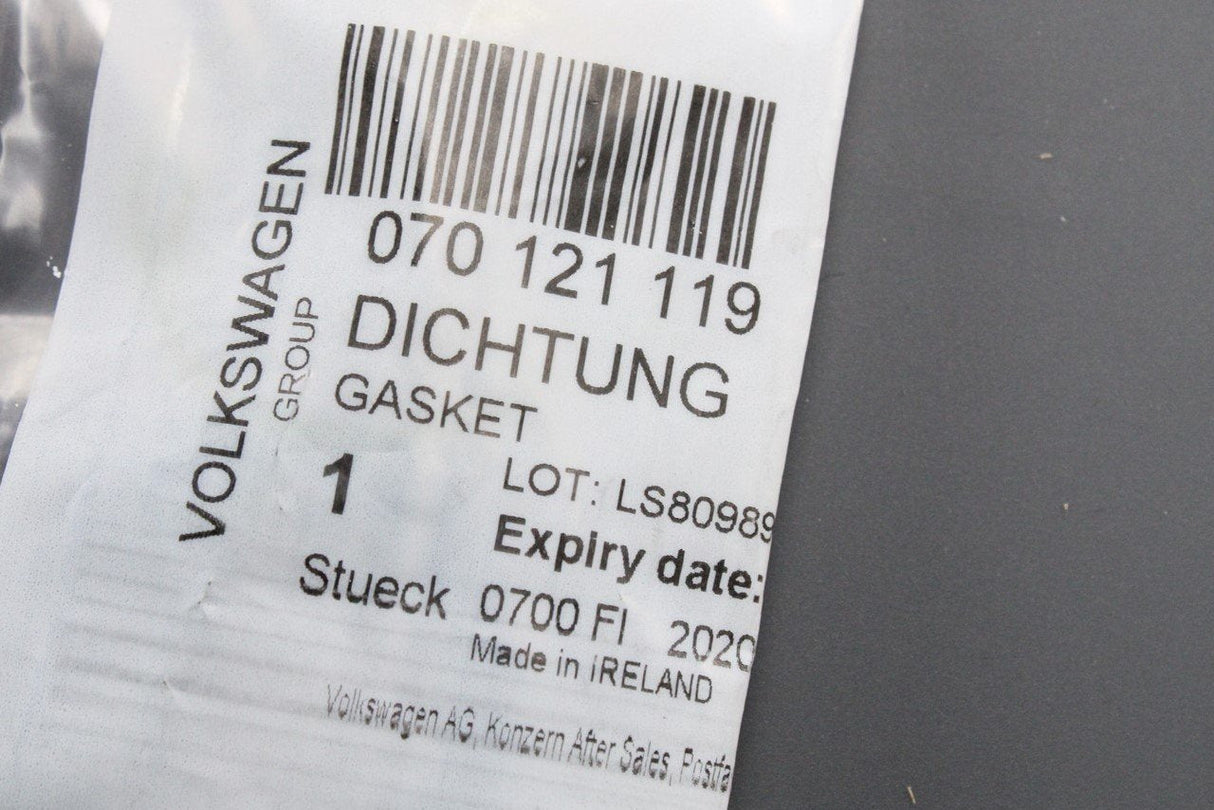 VOLKSWAGEN
GROUP
070 121 119
DICHTUNG
GASKET
1
LOT: LS80989
Expiry date:
Stueck 0700 FI 2020
Made in IRELAND
Volkswagen AG, Konzern After Sales, Postfa